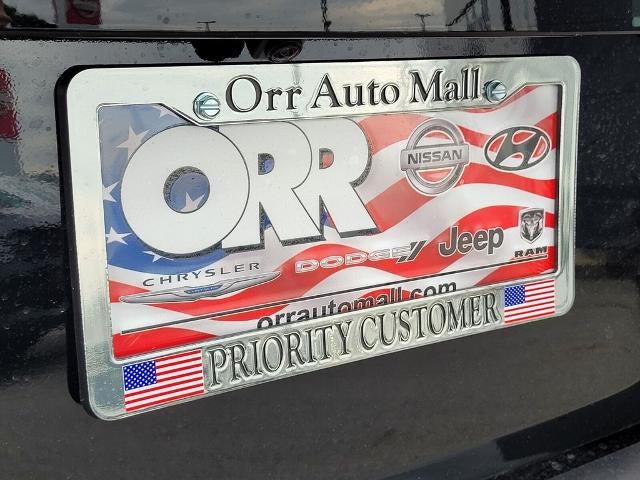 Orr Auto Mall
ORR
NISSAN
CHRYSLER
DODGE
Jeep
RAM
orrautomall.com
PRIORITY CUSTOMER